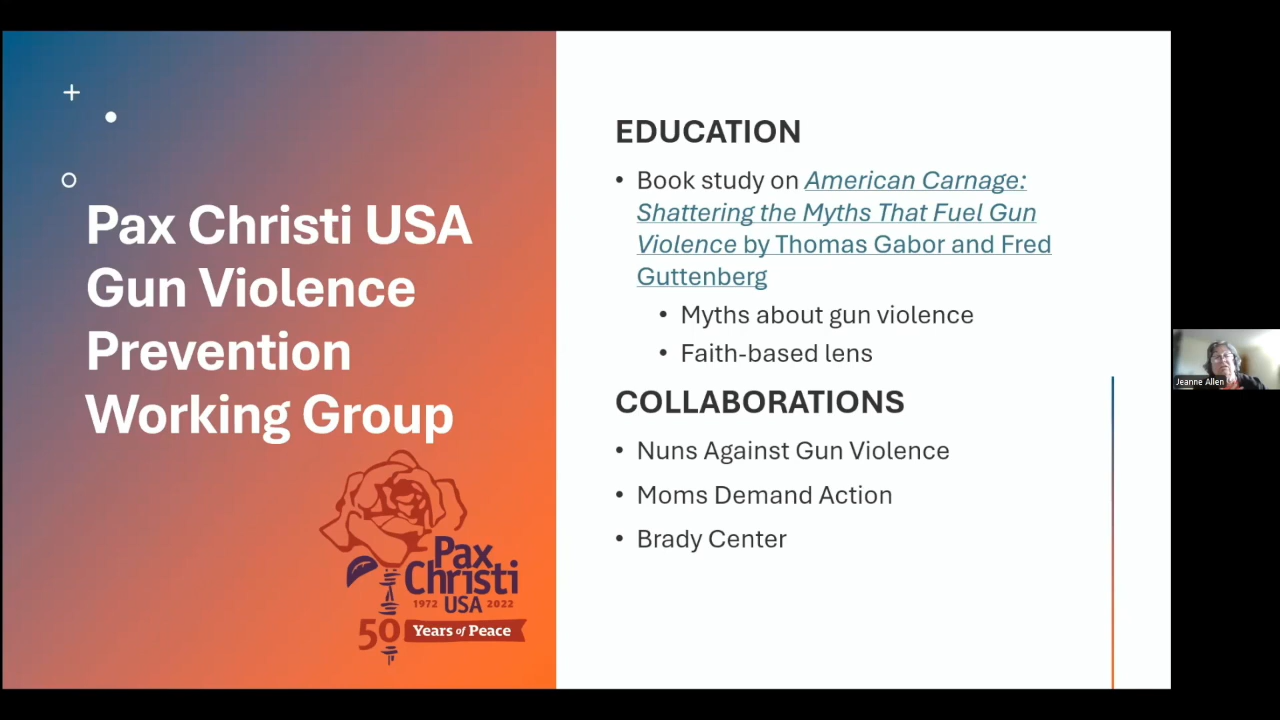 Pax Christi USA
Gun Violence
Prevention
Working Group
Pax
Christi
1972 USA 2022
50 Years of Peace
EDUCATION
• Book study on American Carnage:
Shattering the Myths That Fuel Gun
Violence by Thomas Gabor and Fred
Guttenberg
• Myths about gun violence
• Faith-based lens
COLLABORATIONS
• Nuns Against Gun Violence
• Moms Demand Action
• Brady Center
Jeanne Allen